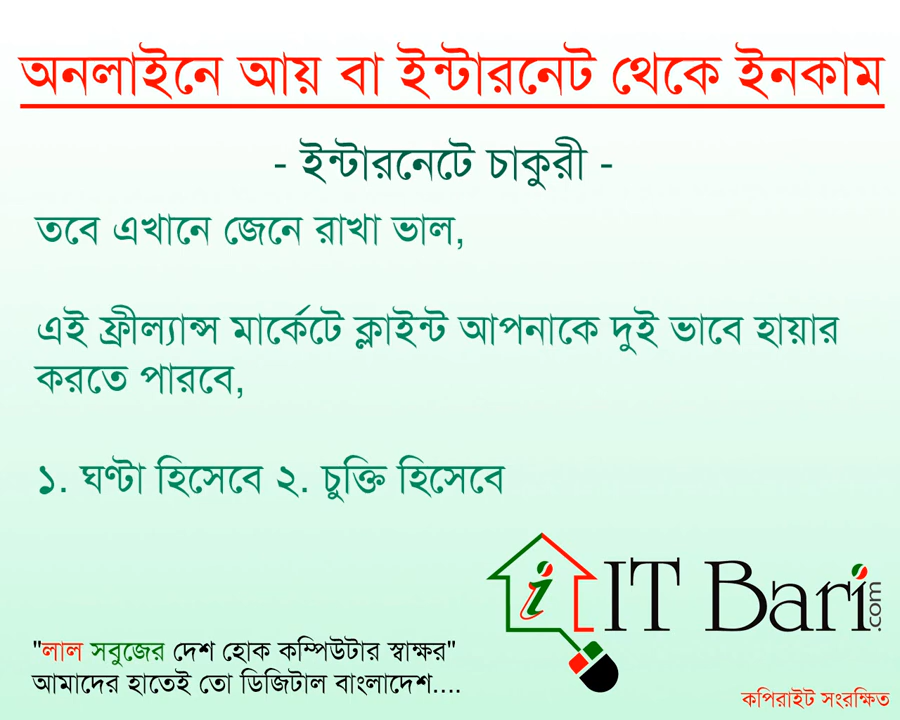 অনলাইনে আয় বা ইন্টারনেট থেকে ইনকাম
- ইন্টারনেটে চাকুরী -
তবে এখানে জেনে রাখা ভাল,
এই ফ্রীল্যান্স মার্কেটে ক্লাইন্ট আপনাকে দুই ভাবে হায়ার
করতে পারবে,
১. ঘণ্টা হিসেবে ২. চুক্তি হিসেবে
i IT Bari.com
"লাল সবুজের দেশ হোক কম্পিউটার স্বাক্ষর"
আমাদের হাতেই তো ডিজিটাল বাংলাদেশ....
কপিরাইট সংরক্ষিত